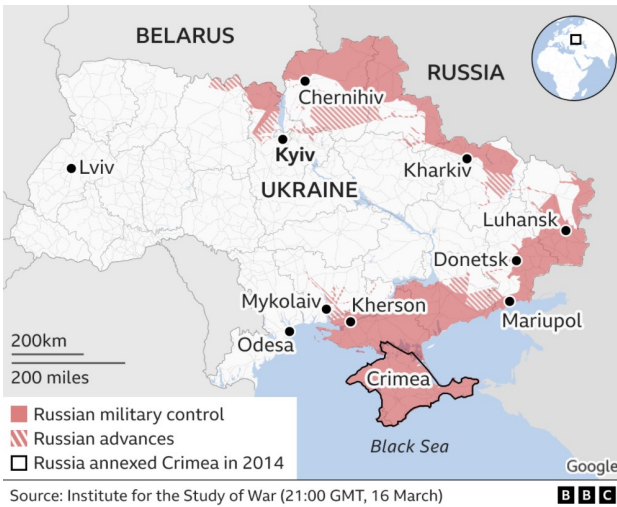 BELARUS
RUSSIA
Chernihiv
Kyiv
Lviv
Kharkiv
UKRAINE
Luhansk
Donetsk
Mykolaiv
Kherson
Mariupol
Odesa
200km
200 miles
Crimea
Russian military control
Russian advances
Russia annexed Crimea in 2014
Black Sea
Google
Source: Institute for the Study of War (21:00 GMT, 16 March)
BBC